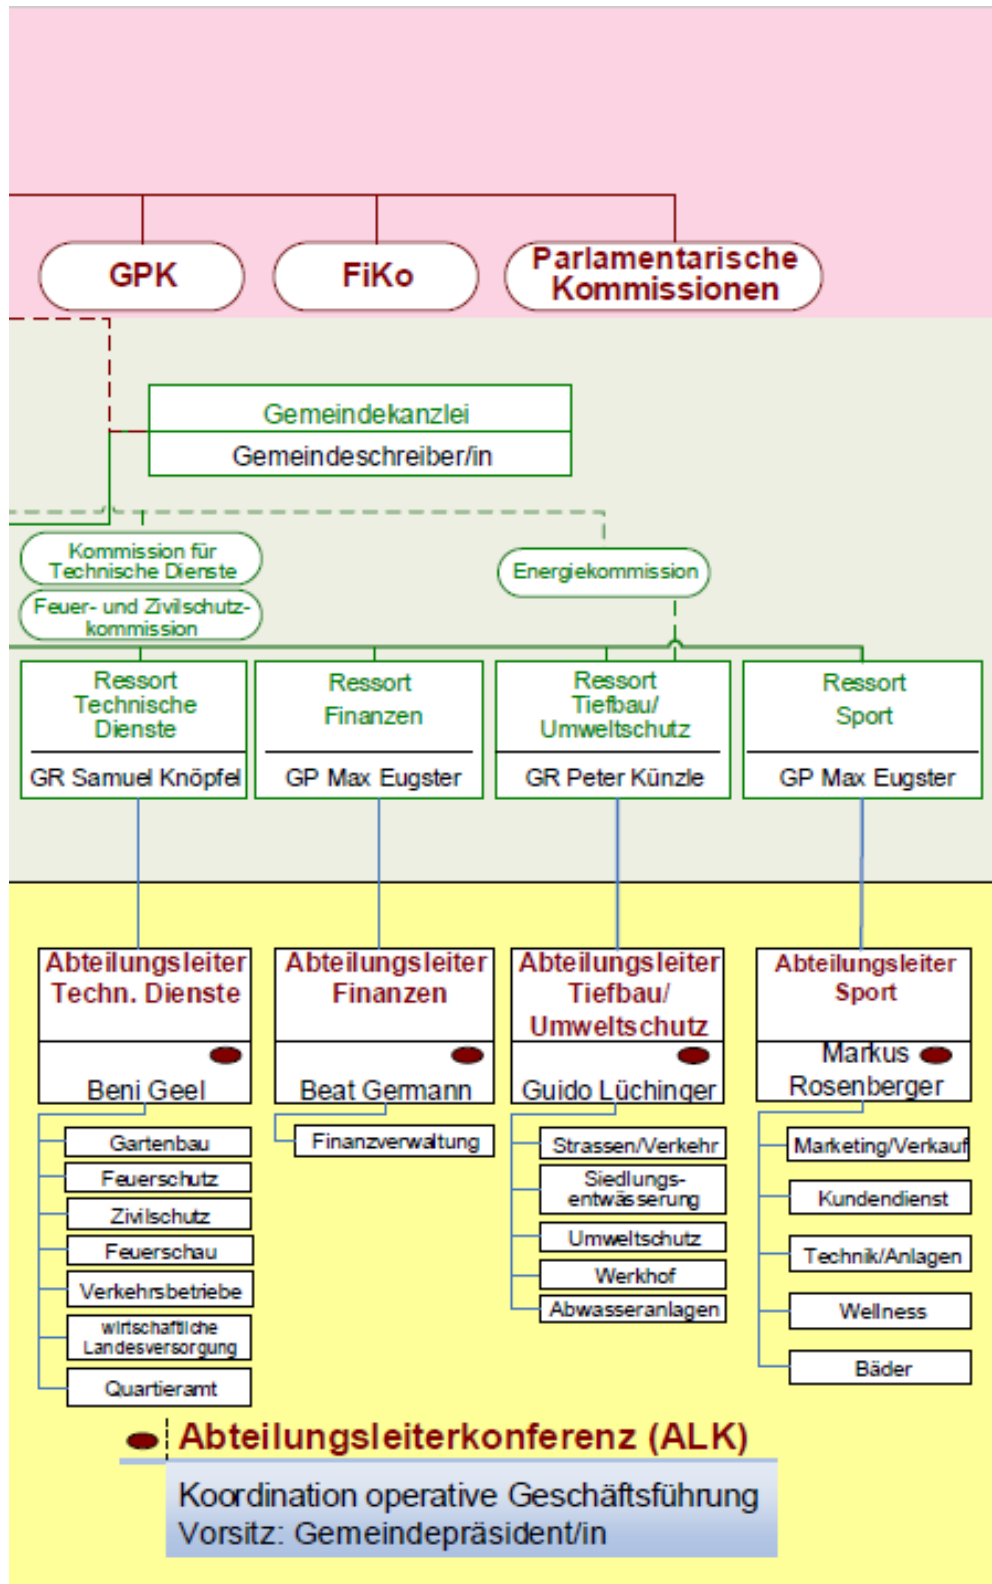 GPK
FiKo
Parlamentarische
Kommissionen
Gemeindekanzlei
Gemeindeschreiber/in
Kommission für
Technische Dienste
Feuer- und Zivilschutz-
kommission
Energiekommission
Ressort
Technische
Dienste
GR Samuel Knöpfel
Ressort
Finanzen
GP Max Eugster
Ressort
Tiefbau/
Umweltschutz
GR Peter Künzle
Ressort
Sport
GP Max Eugster
Abteilungsleiter
Techn. Dienste
Beni Geel
Gartenbau
Feuerschutz
Zivilschutz
Feuerschau
Verkehrsbetriebe
wirtschaftliche
Landesversorgung
Quartieramt
Abteilungsleiter
Finanzen
Beat Germann
Finanzverwaltung
Abteilungsleiter
Tiefbau/
Umweltschutz
Guido Lüchinger
Strassen/Verkehr
Siedlungs-
entwässerung
Umweltschutz
Werkhof
Abwasseranlagen
Abteilungsleiter
Sport
Markus
Rosenberger
Marketing/Verkauf
Kundendienst
Technik/Anlagen
Wellness
Bäder
Abteilungsleiterkonferenz (ALK)
Koordination operative Geschäftsführung
Vorsitz: Gemeindepräsident/in